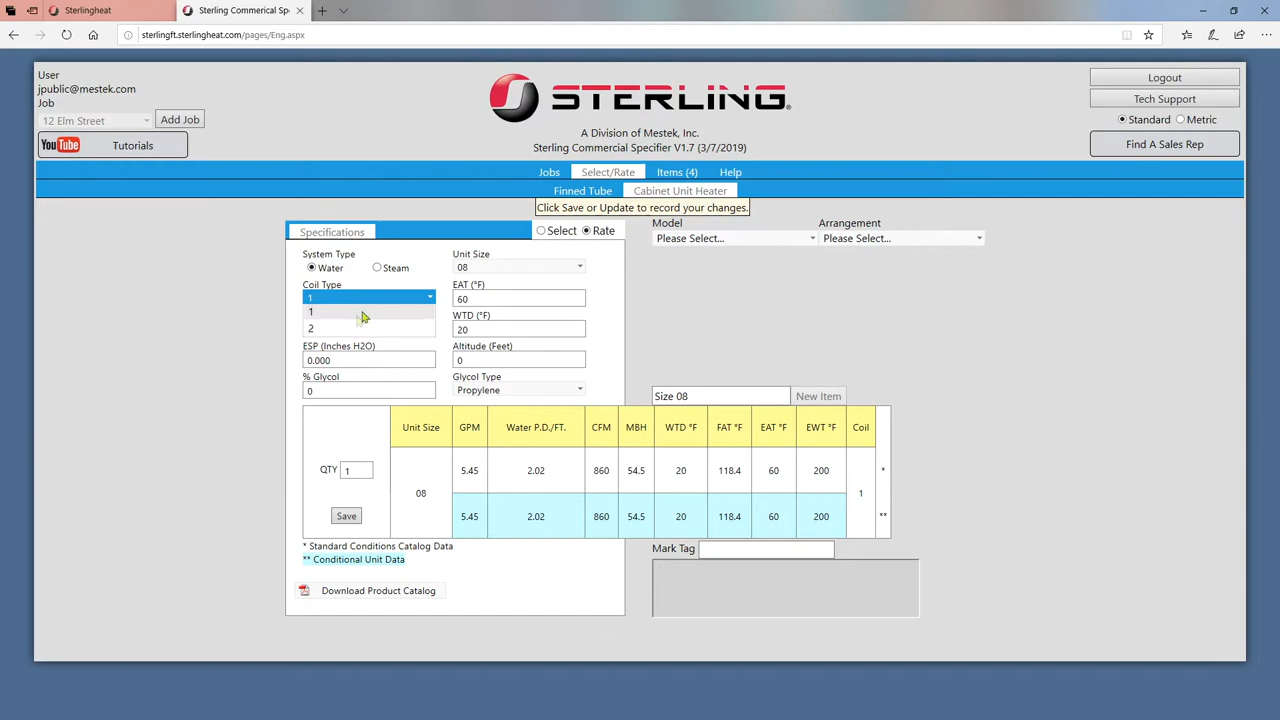 Sterlingheat
Sterling Commerical Spe
sterlingft.sterlingheat.com/pages/Eng.aspx
User
jpublic@mestek.com
Job
12 Elm Street
Add Job
YouTube
Tutorials
STERLING
A Division of Mestek, Inc.
Sterling Commercial Specifier V1.7 (3/7/2019)
Logout
Tech Support
Standard Metric
Find A Sales Rep
Jobs Select/Rate Items (4) Help
Finned Tube Cabinet Unit Heater
Click Save or Update to record your changes.
Specifications
Select Rate
Model
Please Select...
Arrangement
Please Select...
System Type
Water Steam
Unit Size
08
Coil Type
1
1
2
EAT (°F)
60
WTD (°F)
20
ESP (Inches H2O)
0.000
Altitude (Feet)
0
% Glycol
0
Glycol Type
Propylene
Size 08
New Item
Unit Size GPM Water P.D./FT. CFM MBH WTD °F FAT °F EAT °F EWT °F Coil
QTY 1
Save
08
5.45 2.02 860 54.5 20 118.4 60 200 *
1
5.45 2.02 860 54.5 20 118.4 60 200 **
* Standard Conditions Catalog Data
** Conditional Unit Data
Mark Tag
Download Product Catalog